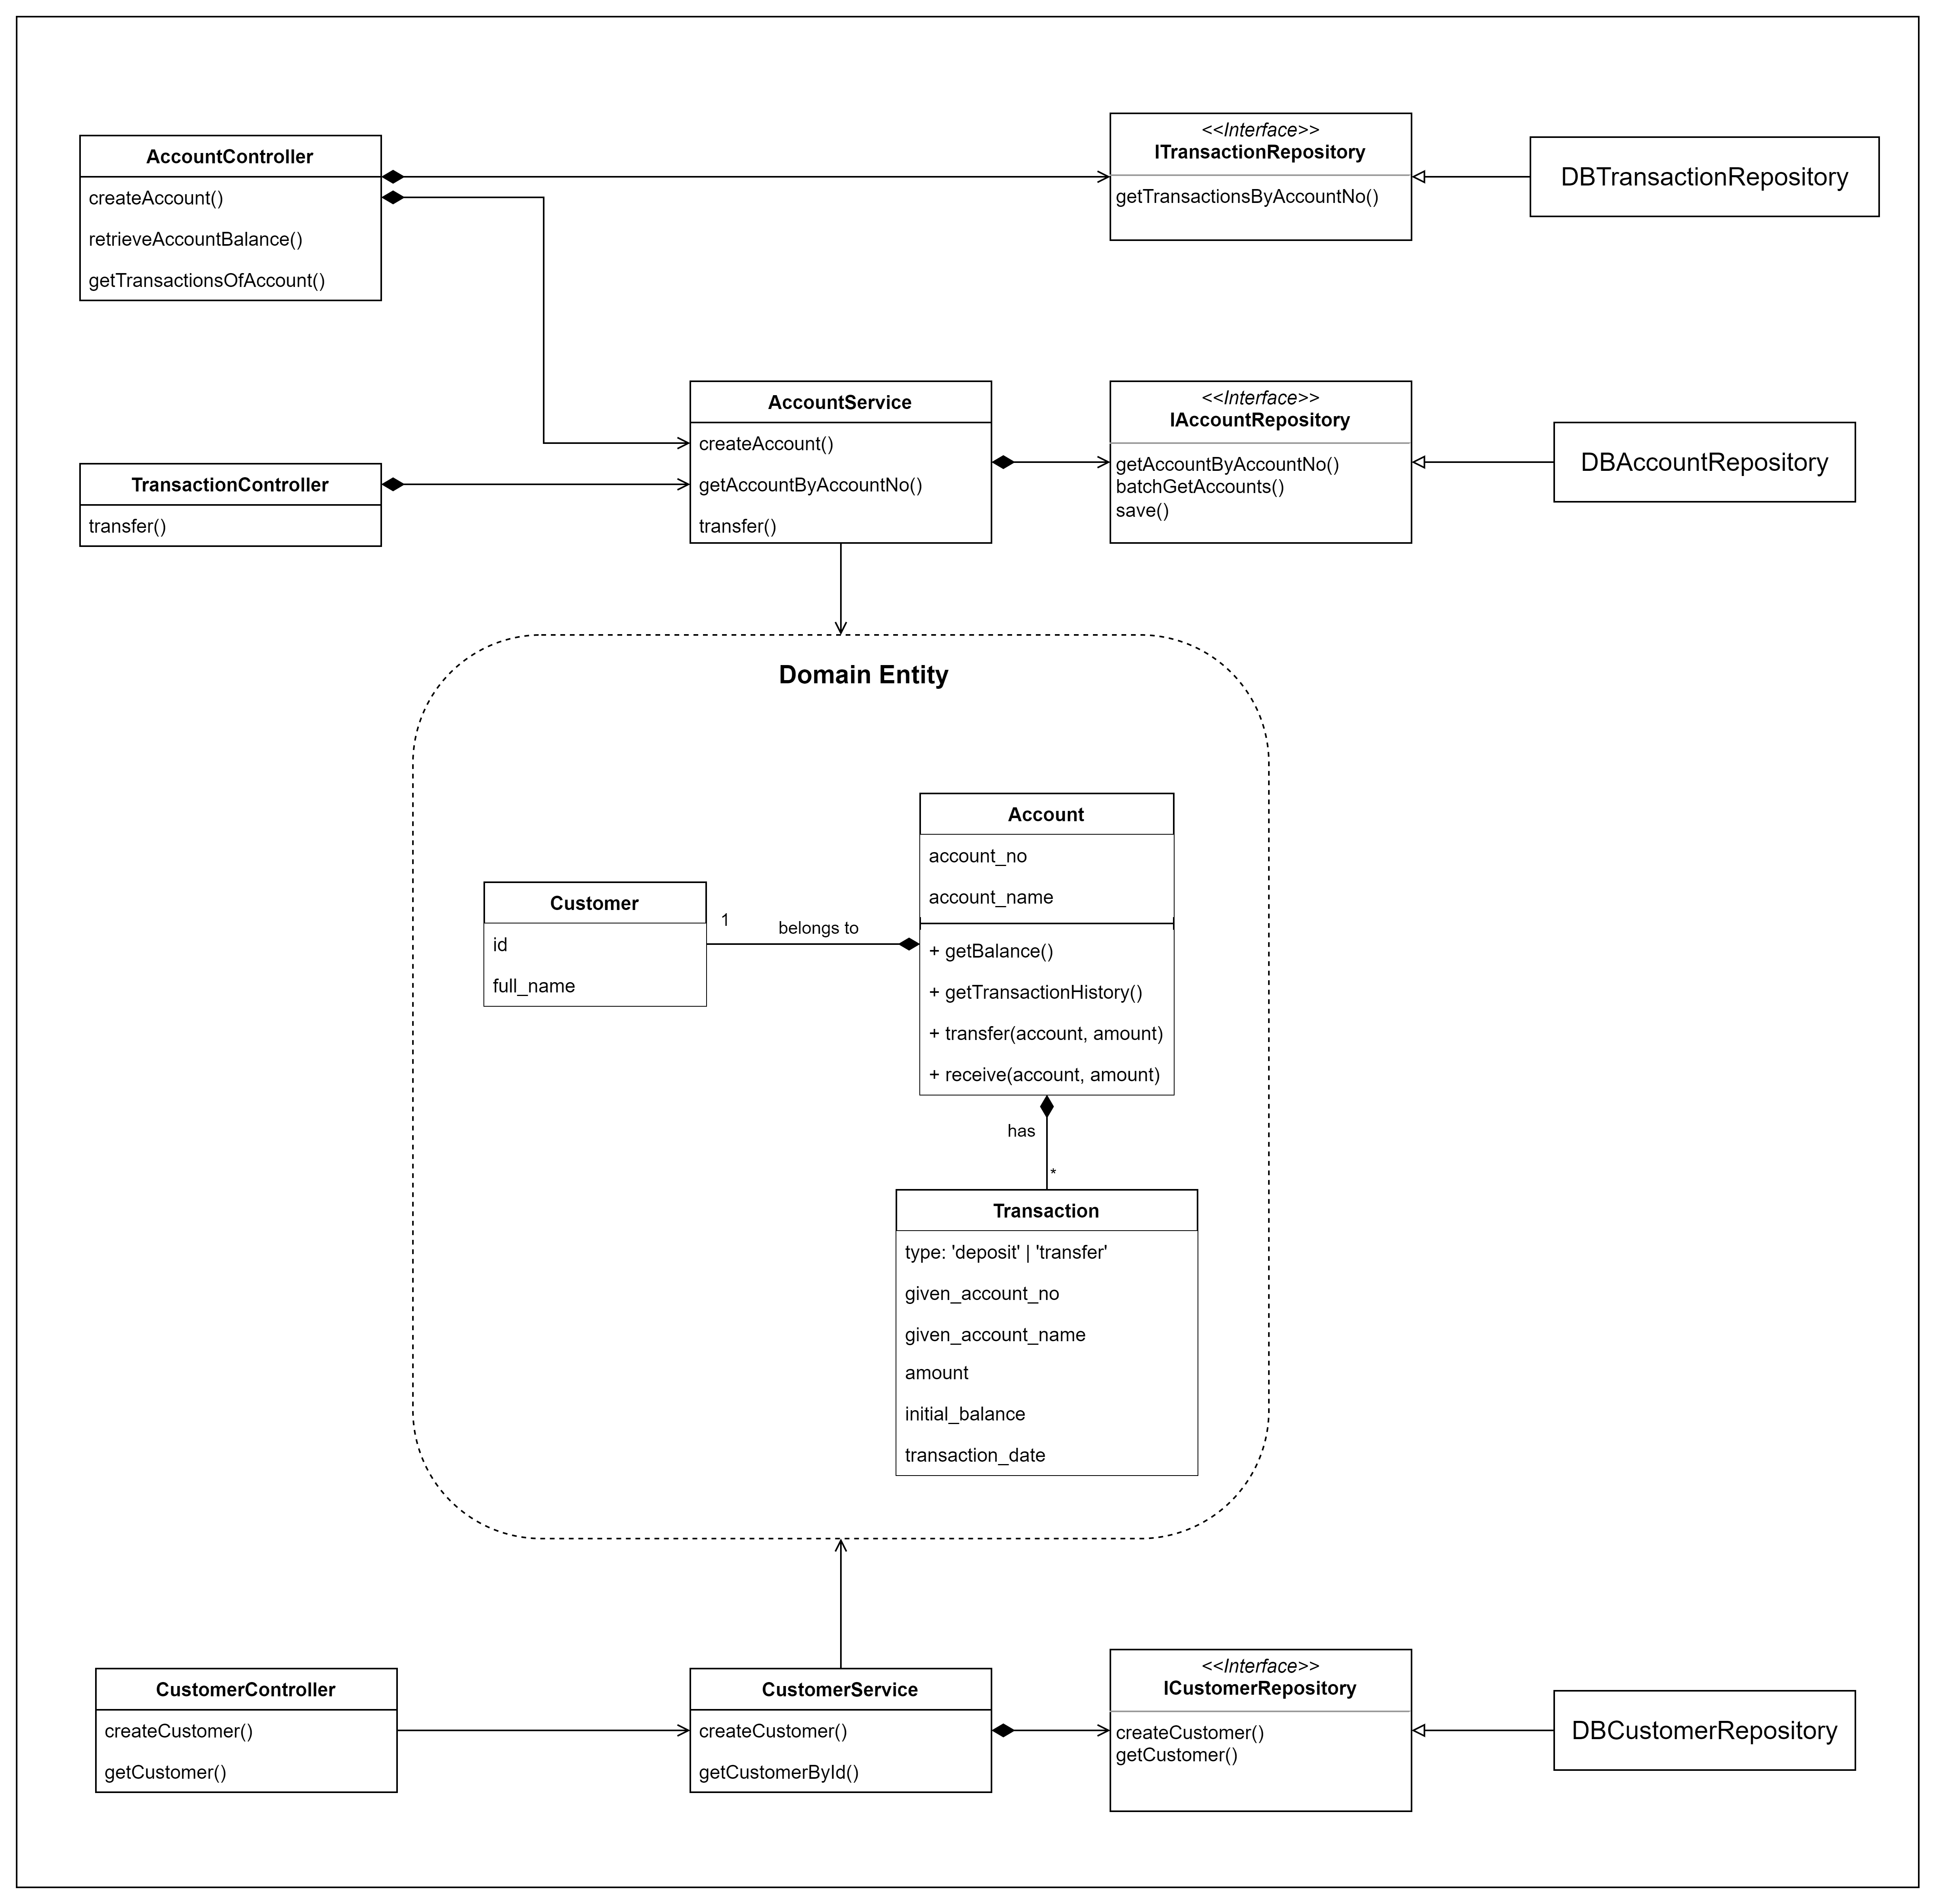 AccountController
createAccount()
retrieveAccountBalance()
getTransactionsOfAccount()
<<Interface>>
ITransactionRepository
getTransactionsByAccountNo()
DBTransactionRepository
TransactionController
transfer()
AccountService
createAccount()
getAccountByAccountNo()
transfer()
<<Interface>>
IAccountRepository
getAccountByAccountNo()
batchGetAccounts()
save()
DBAccountRepository
Domain Entity
Customer
id
full_name
1
belongs to
Account
account_no
account_name
+ getBalance()
+ getTransactionHistory()
+ transfer(account, amount)
+ receive(account, amount)
has
*
Transaction
type: 'deposit' | 'transfer'
given_account_no
given_account_name
amount
initial_balance
transaction_date
CustomerController
createCustomer()
getCustomer()
CustomerService
createCustomer()
getCustomerById()
<<Interface>>
ICustomerRepository
createCustomer()
getCustomer()
DBCustomerRepository